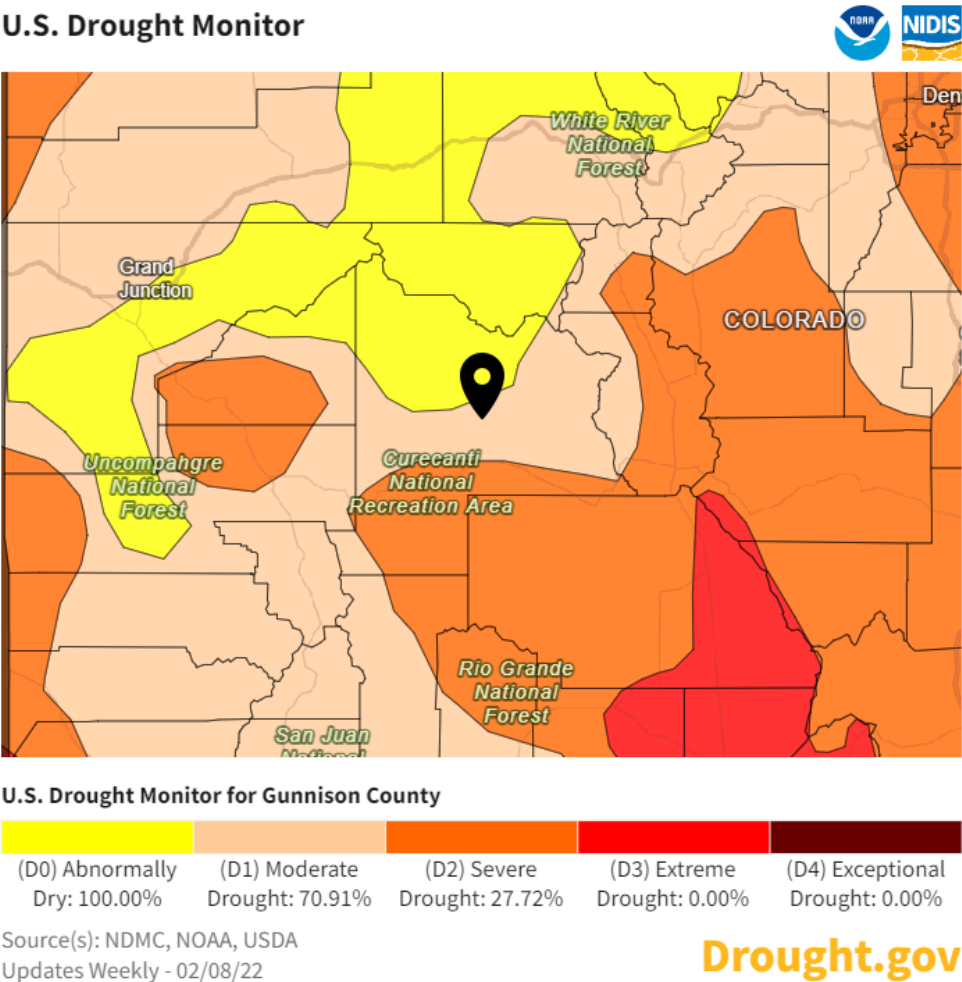 U.S. Drought Monitor
NOAA
NIDIS
Den
White River
National
Forest
Grand
Junction
COLORADO
Uncompahgre
National
Forest
Curecanti
National
Recreation Area
Rio Grande
National
Forest
San Juan
National
U.S. Drought Monitor for Gunnison County
(D0) Abnormally
Dry: 100.00%
(D1) Moderate
Drought: 70.91%
(D2) Severe
Drought: 27.72%
(D3) Extreme
Drought: 0.00%
(D4) Exceptional
Drought: 0.00%
Source(s): NDMC, NOAA, USDA
Updates Weekly - 02/08/22
Drought.gov